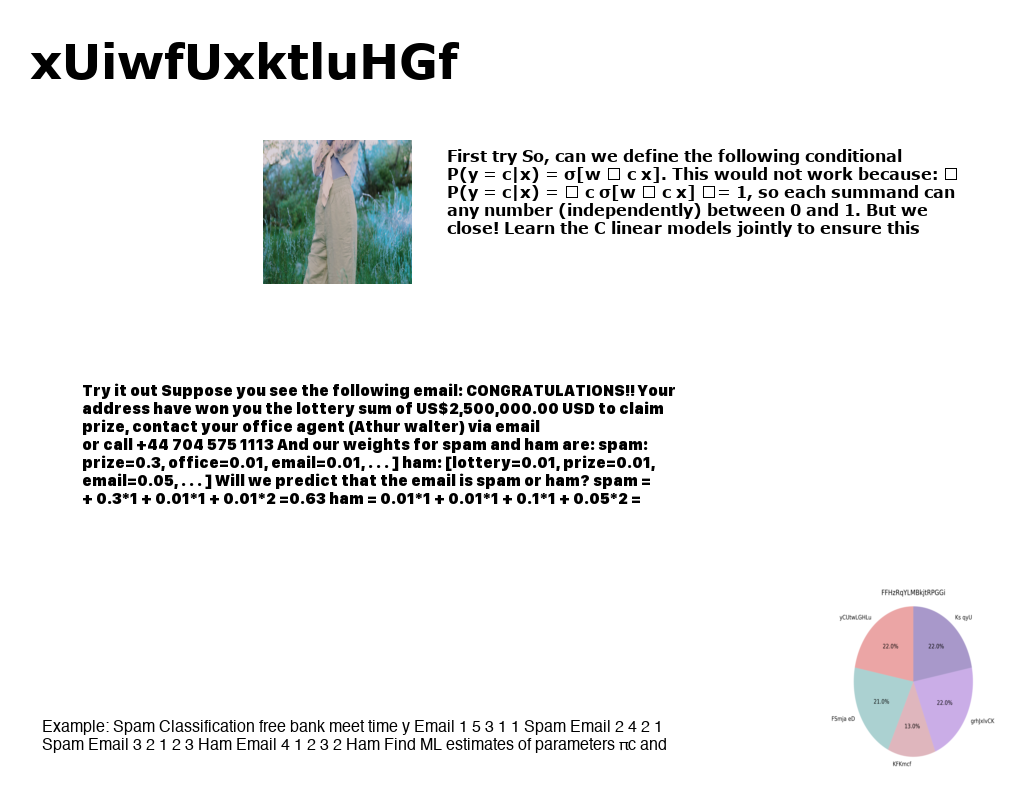 xUiwfUxktluHGf
First try So, can we define the following conditional
P(y = c|x) = σ[w □ c x]. This would not work because: □
P(y = c|x) = □ c σ[w □ c x] □= 1, so each summand can
any number (independently) between 0 and 1. But we
close! Learn the C linear models jointly to ensure this
Try it out Suppose you see the following email: CONGRATULATIONS!! Your
address have won you the lottery sum of US$2,500,000.00 USD to claim
prize, contact your office agent (Athur walter) via email
or call +44 704 575 1113 And our weights for spam and ham are: spam:
prize=0.3, office=0.01, email=0.01, . . . ] ham: [lottery=0.01, prize=0.01,
email=0.05, . . . ] Will we predict that the email is spam or ham? spam =
+ 0.3*1 + 0.01*1 + 0.01*2 =0.63 ham = 0.01*1 + 0.01*1 + 0.1*1 + 0.05*2 =
FFHzRqYLMBkjtRPGGi
yCUtwLGHLu
Ks qyU
22.0%
22.0%
21.0%
22.0%
FSmja eD
grhJxivCK
13.0%
KFKmcf
Example: Spam Classification free bank meet time y Email 1 5 3 1 1 Spam Email 2 4 2 1
Spam Email 3 2 1 2 3 Ham Email 4 1 2 3 2 Ham Find ML estimates of parameters πc and